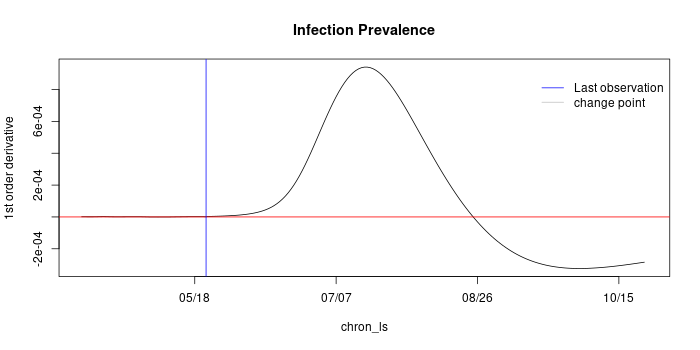 Infection Prevalence
1st order derivative
6e-04
2e-04
-2e-04
Last observation
change point
05/18
07/07
08/26
10/15
chron_ls